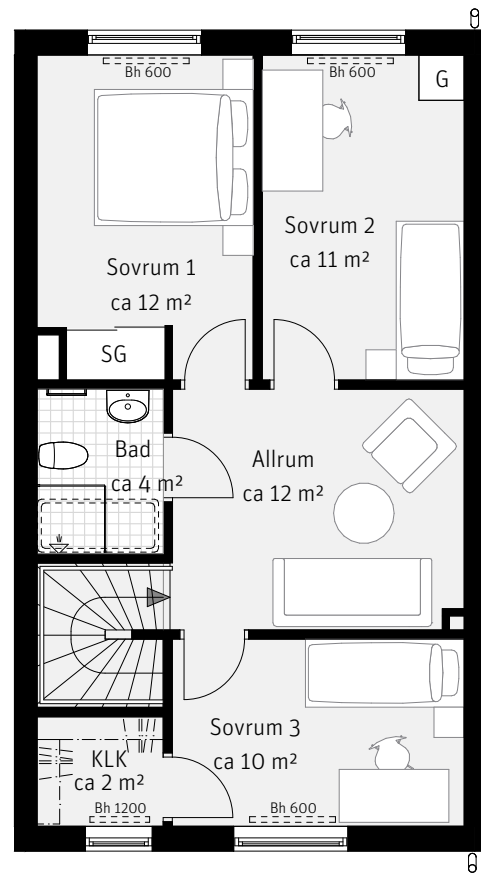 Bh 600
Bh 600
G
Sovrum 2
ca 11 m²
Sovrum 1
ca 12 m²
SG
Bad
ca 4 m²
Allrum
ca 12 m²
Sovrum 3
ca 10 m²
KLK
ca 2 m²
Bh 1200
Bh 600